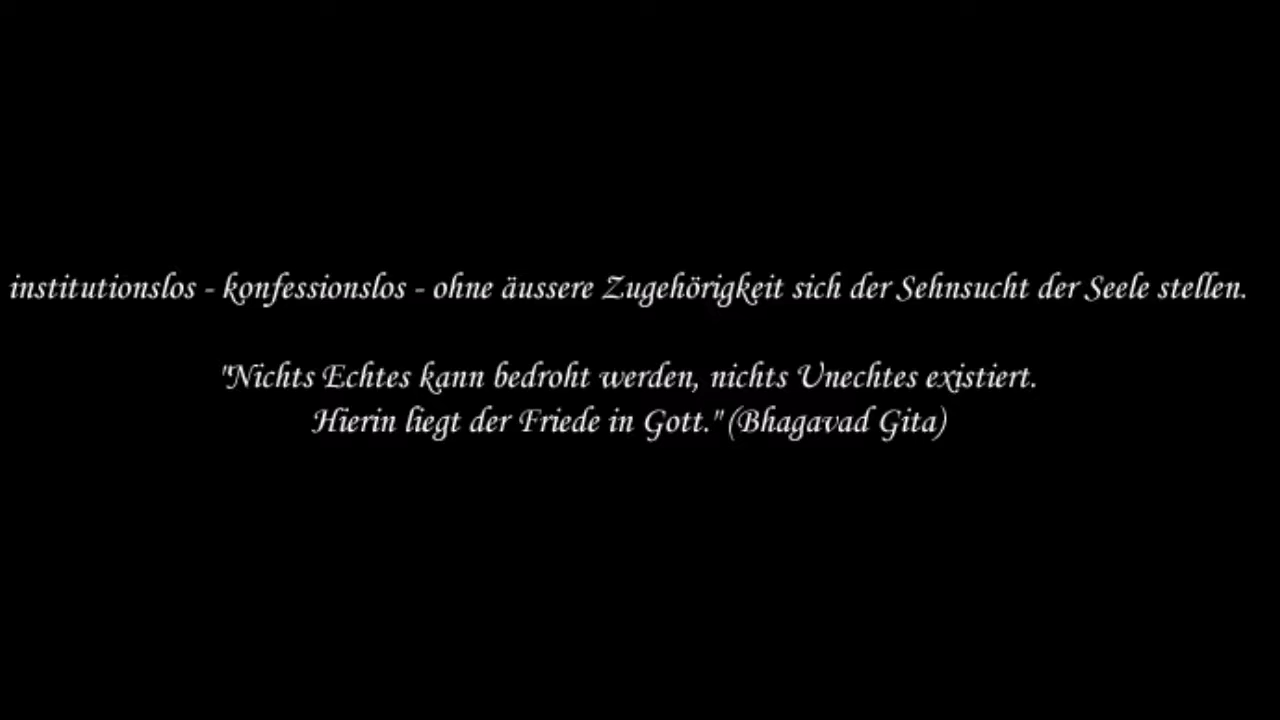 institutionslos - konfessionslos - ohne äussere Zugehörigkeit sich der Sehnsucht der Seele stellen.
"Nichts Echtes kann bedroht werden, nichts Unechtes existiert.
Hierin liegt der Friede in Gott." (Bhagavad Gita)